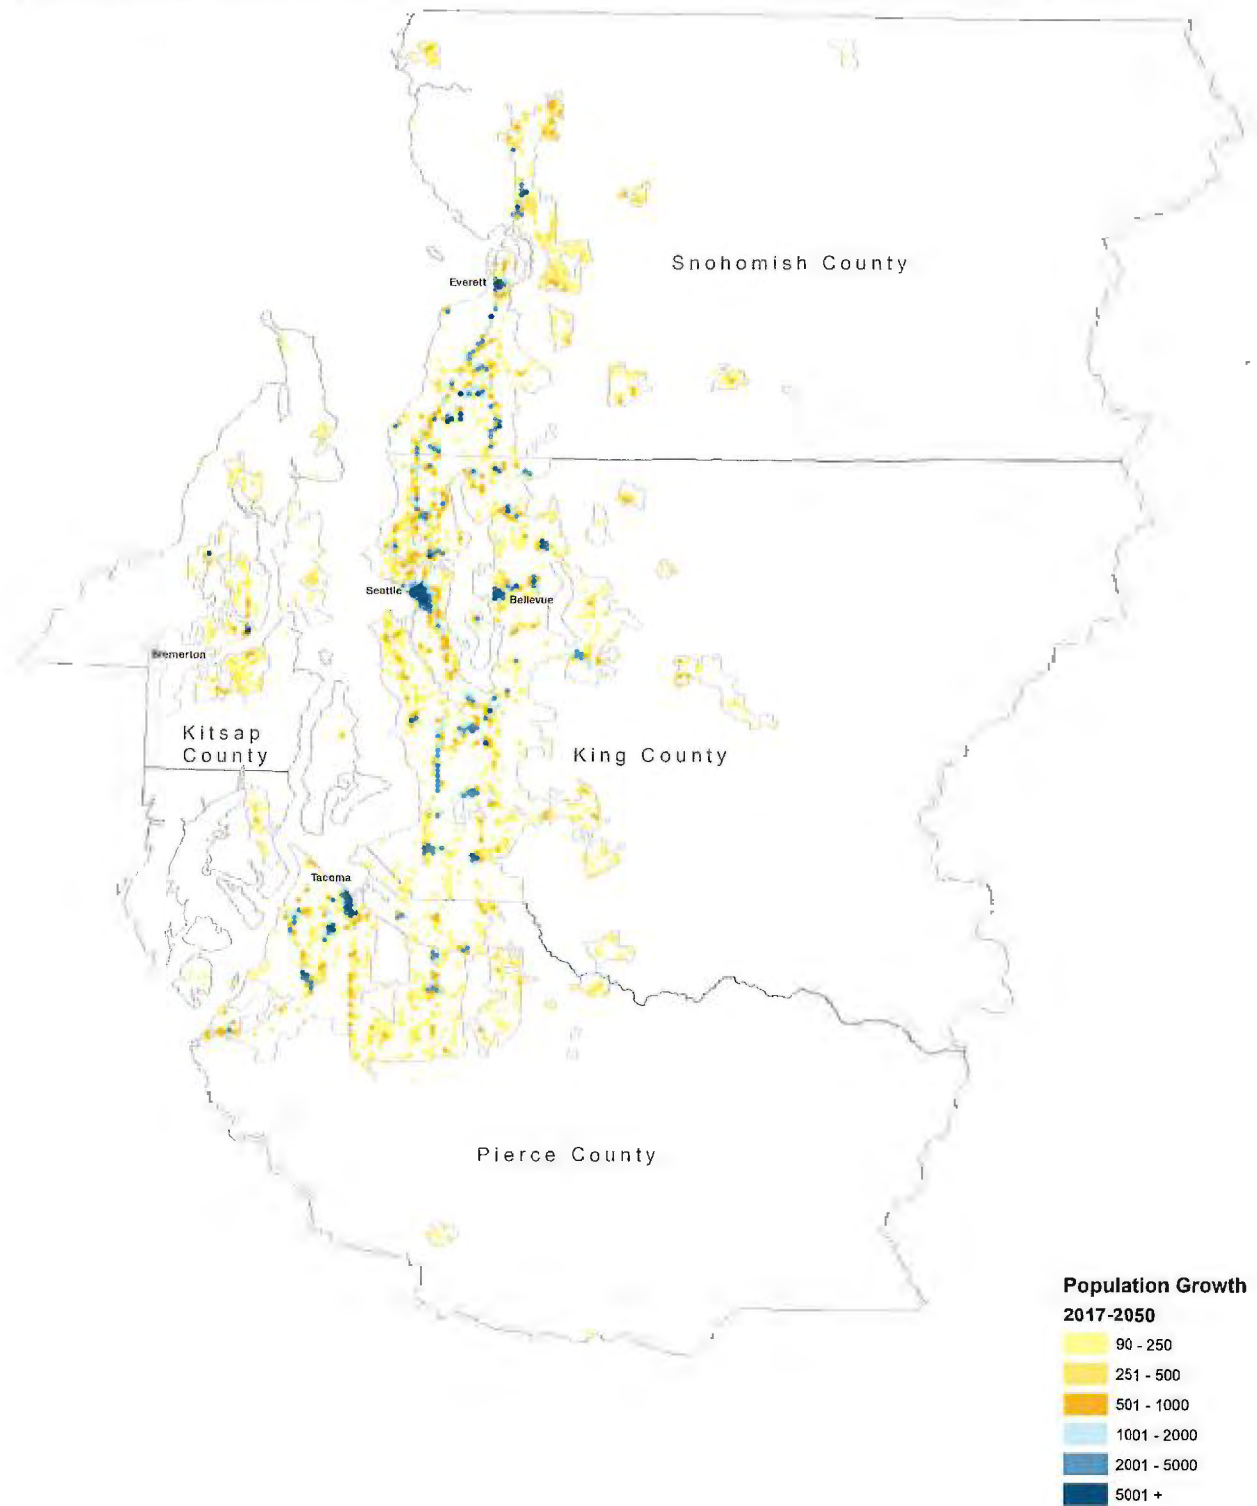 Snohomish County
Everett
Seattle
Bellevue
Bremerton
Kitsap
County
King County
Tacoma
Pierce County
Population Growth
2017-2050
90 - 250
251 - 500
501 - 1000
1001 - 2000
2001 - 5000
5001 +